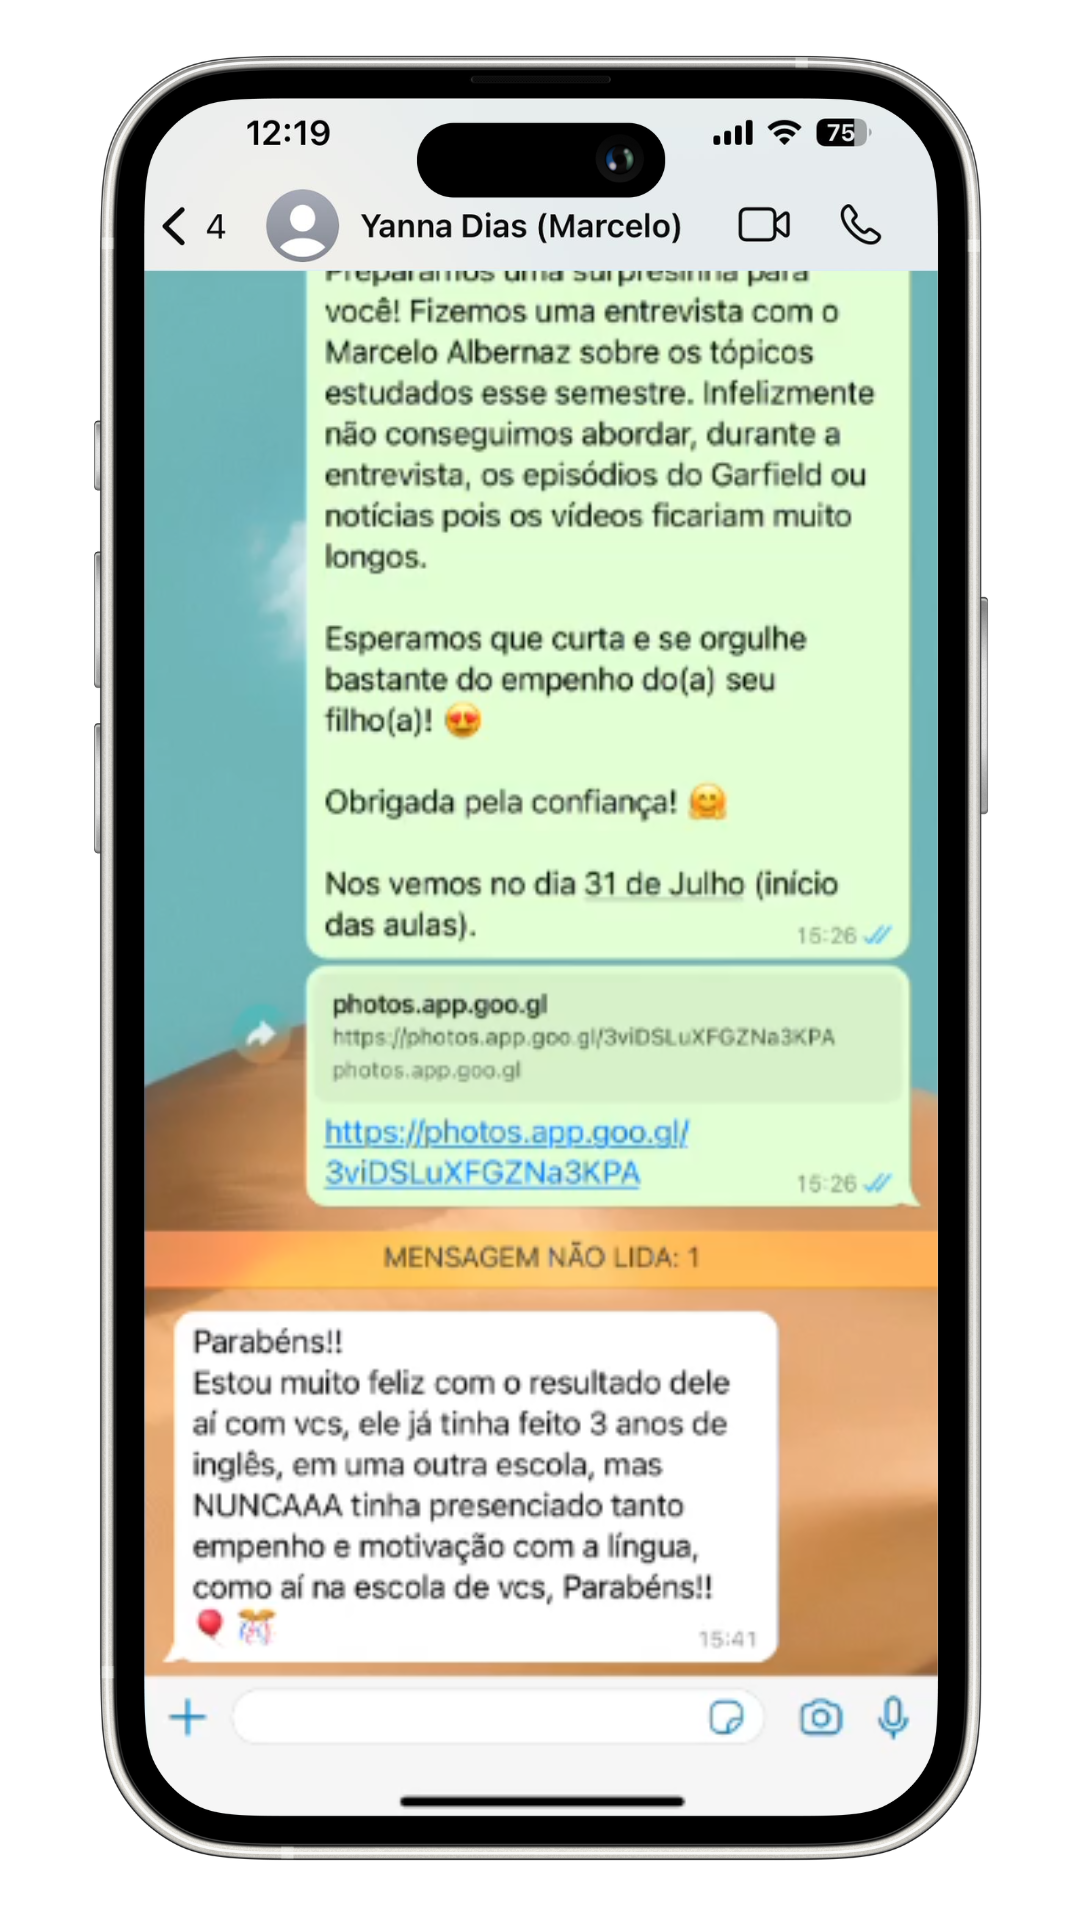 12:19
75
4
Yanna Dias (Marcelo)
Preparamos uma surpresinha para
você! Fizemos uma entrevista com o
Marcelo Albernaz sobre os tópicos
estudados esse semestre. Infelizmente
não conseguimos abordar, durante a
entrevista, os episódios do Garfield ou
notícias pois os vídeos ficariam muito
longos.
Esperamos que curta e se orgulhe
bastante do empenho do(a) seu
filho(a)! 😍
Obrigada pela confiança! 🤗
Nos vemos no dia 31 de Julho (início
das aulas).
15:26
photos.app.goo.gl
https://photos.app.goo.gl/3viDSLuXFGZNa3KPA
photos.app.goo.gl
https://photos.app.goo.gl/
3viDSLuXFGZNa3KPA
15:26
MENSAGEM NÃO LIDA: 1
Parabéns!!
Estou muito feliz com o resultado dele
aí com vcs, ele já tinha feito 3 anos de
inglês, em uma outra escola, mas
NUNCAAA tinha presenciado tanto
empenho e motivação com a língua,
como aí na escola de vcs, Parabéns!!
🎈 🎊
15:41